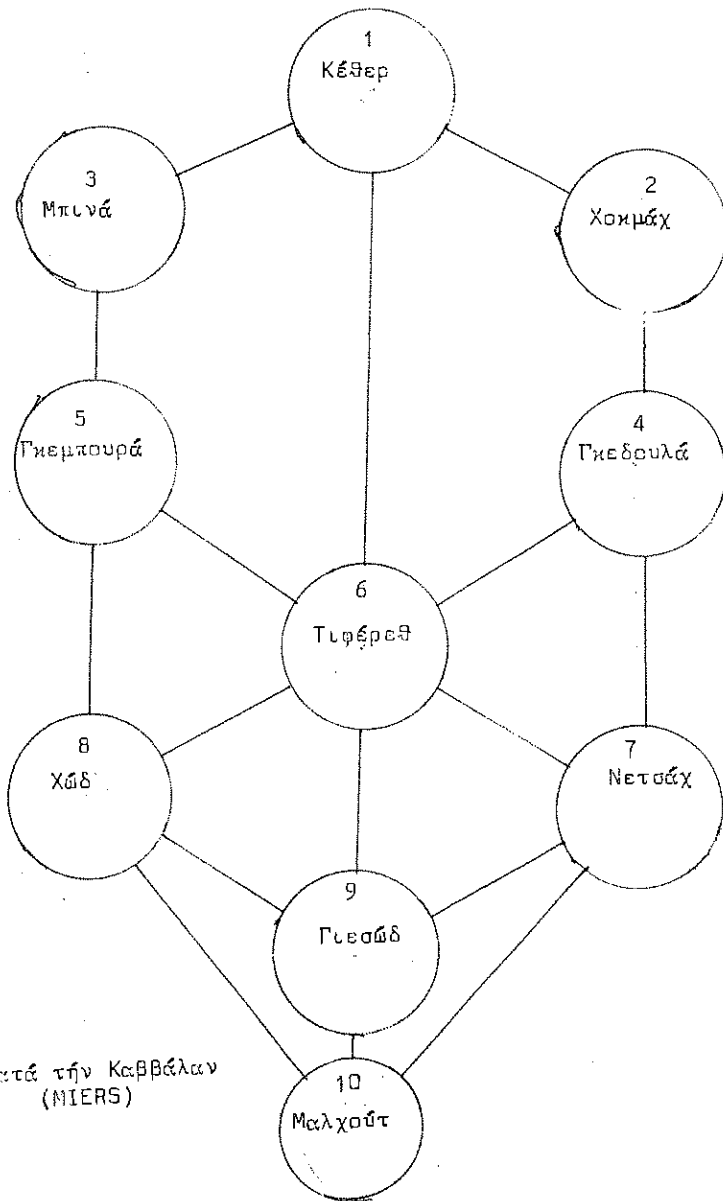 1
Κέθερ
3
Μπινά
2
Χοκμάχ
5
Γκεμπουρά
4
Γκεδουλά
6
Τιφέρεθ
8
Χώδ
7
Νετσάχ
9
Γιεσώδ
ατά τήν Καββάλαν
(MIERS)
10
Μαλχούτ